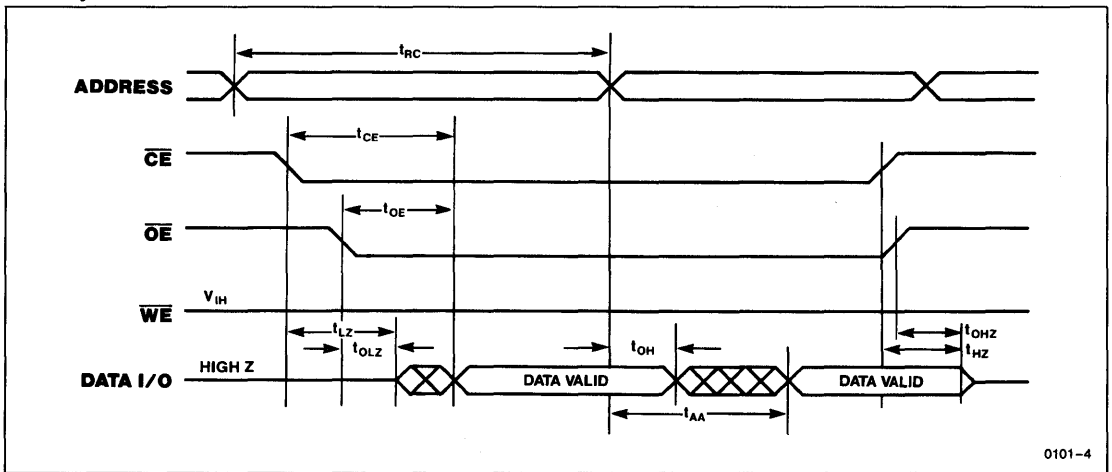 tRC
ADDRESS
tCE
CE
tOE
OE
VIH
WE
tLZ
tOHZ
tOLZ
tOH
tHZ
HIGH Z
DATA I/O
DATA VALID
DATA VALID
tAA
0101-4